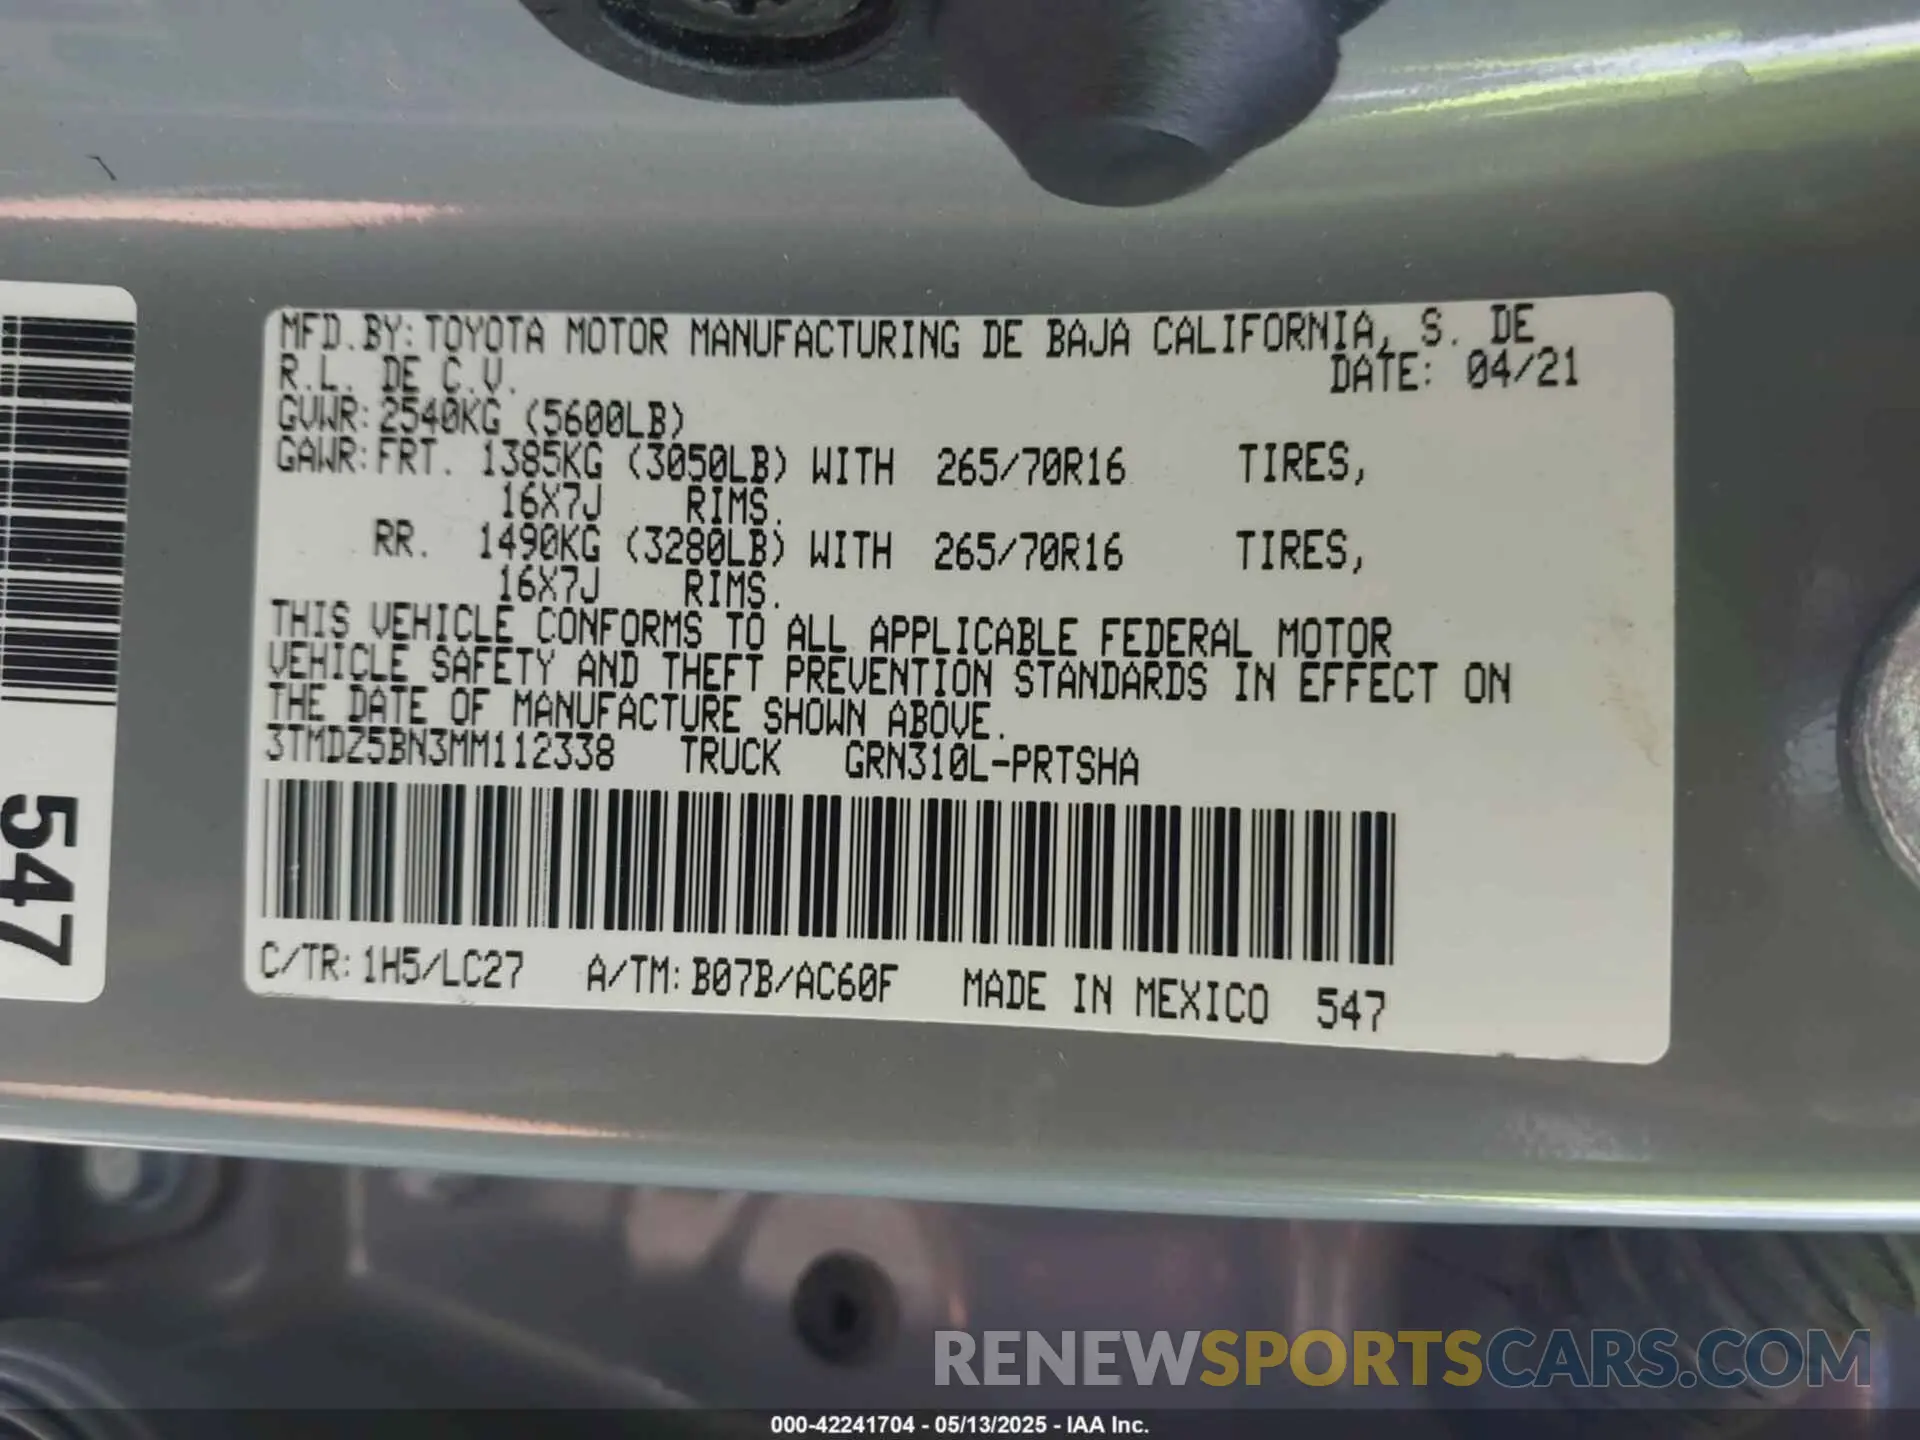 MFD.BY:TOYOTA MOTOR MANUFACTURING DE BAJA CALIFORNIA, S. DE
R.L. DE C.V. DATE: 04/21
GVWR:2540KG (5600LB)
GAWR:FRT. 1385KG (3050LB) WITH 265/70R16 TIRES,
16X7J RIMS.
RR. 1490KG (3280LB) WITH 265/70R16 TIRES,
16X7J RIMS.
THIS VEHICLE CONFORMS TO ALL APPLICABLE FEDERAL MOTOR
VEHICLE SAFETY AND THEFT PREVENTION STANDARDS IN EFFECT ON
THE DATE OF MANUFACTURE SHOWN ABOVE.
3TMDZ5BN3MM112338 TRUCK GRN310L-PRTSHA
C/TR:1H5/LC27 A/TM:B07B/AC60F MADE IN MEXICO 547
547
RENEWSPORTSCARS.COM
000-42241704 - 05/13/2025 - IAA Inc.